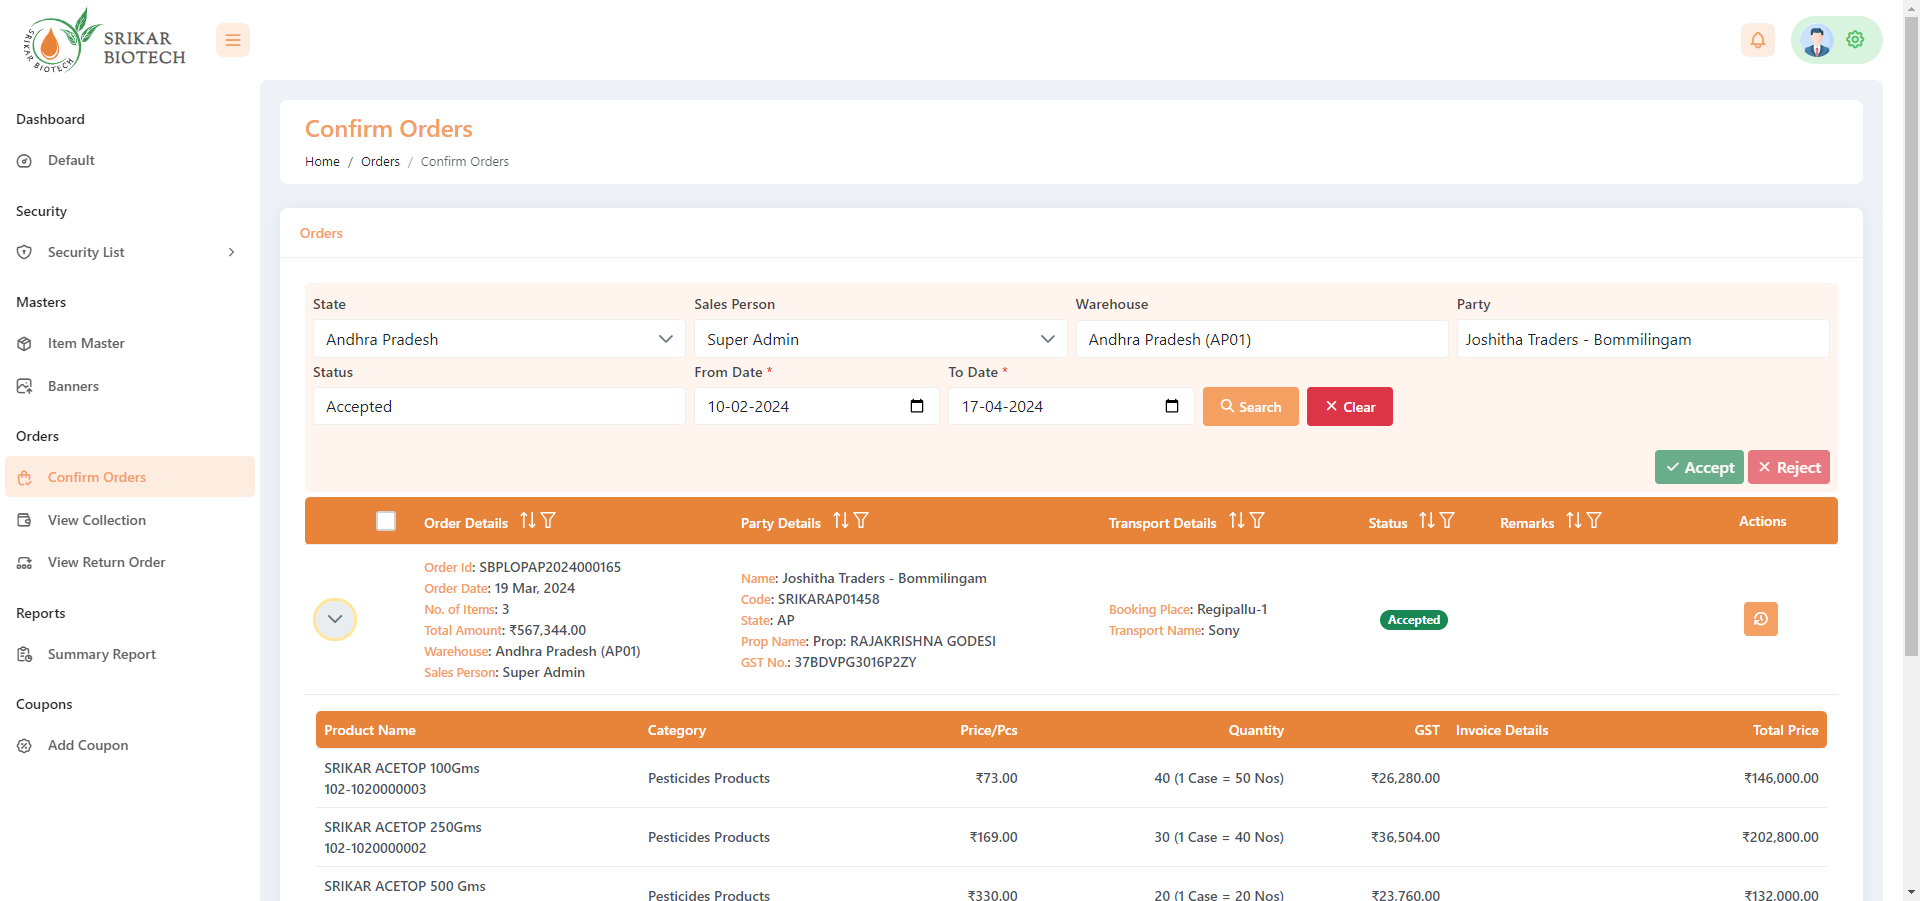 SRIKAR BIOTECH
SRIKAR
BIOTECH
Dashboard
Default
Security
Security List
Masters
Item Master
Banners
Orders
Confirm Orders
View Collection
View Return Order
Reports
Summary Report
Coupons
Add Coupon
Confirm Orders
Home / Orders / Confirm Orders
Orders
State Sales Person Warehouse Party
Andhra Pradesh Super Admin Andhra Pradesh (AP01) Joshitha Traders - Bommilingam
Status From Date * To Date *
Accepted 10-02-2024 17-04-2024 Search Clear
Accept Reject
Order Details Party Details Transport Details Status Remarks Actions
Order Id: SBPLOPAP2024000165
Order Date: 19 Mar, 2024
No. of Items: 3
Total Amount: ₹567,344.00
Warehouse: Andhra Pradesh (AP01)
Sales Person: Super Admin
Name: Joshitha Traders - Bommilingam
Code: SRIKARAP01458
State: AP
Prop Name: Prop: RAJAKRISHNA GODESI
GST No.: 37BDVPG3016P2ZY
Booking Place: Regipallu-1
Transport Name: Sony
Accepted
Product Name Category Price/Pcs Quantity GST Invoice Details Total Price
SRIKAR ACETOP 100Gms
102-1020000003
Pesticides Products ₹73.00 40 (1 Case = 50 Nos) ₹26,280.00 ₹146,000.00
SRIKAR ACETOP 250Gms
102-1020000002
Pesticides Products ₹169.00 30 (1 Case = 40 Nos) ₹36,504.00 ₹202,800.00
SRIKAR ACETOP 500 Gms
Pesticides Products ₹330.00 20 (1 Case = 20 Nos) ₹23,760.00 ₹132,000.00